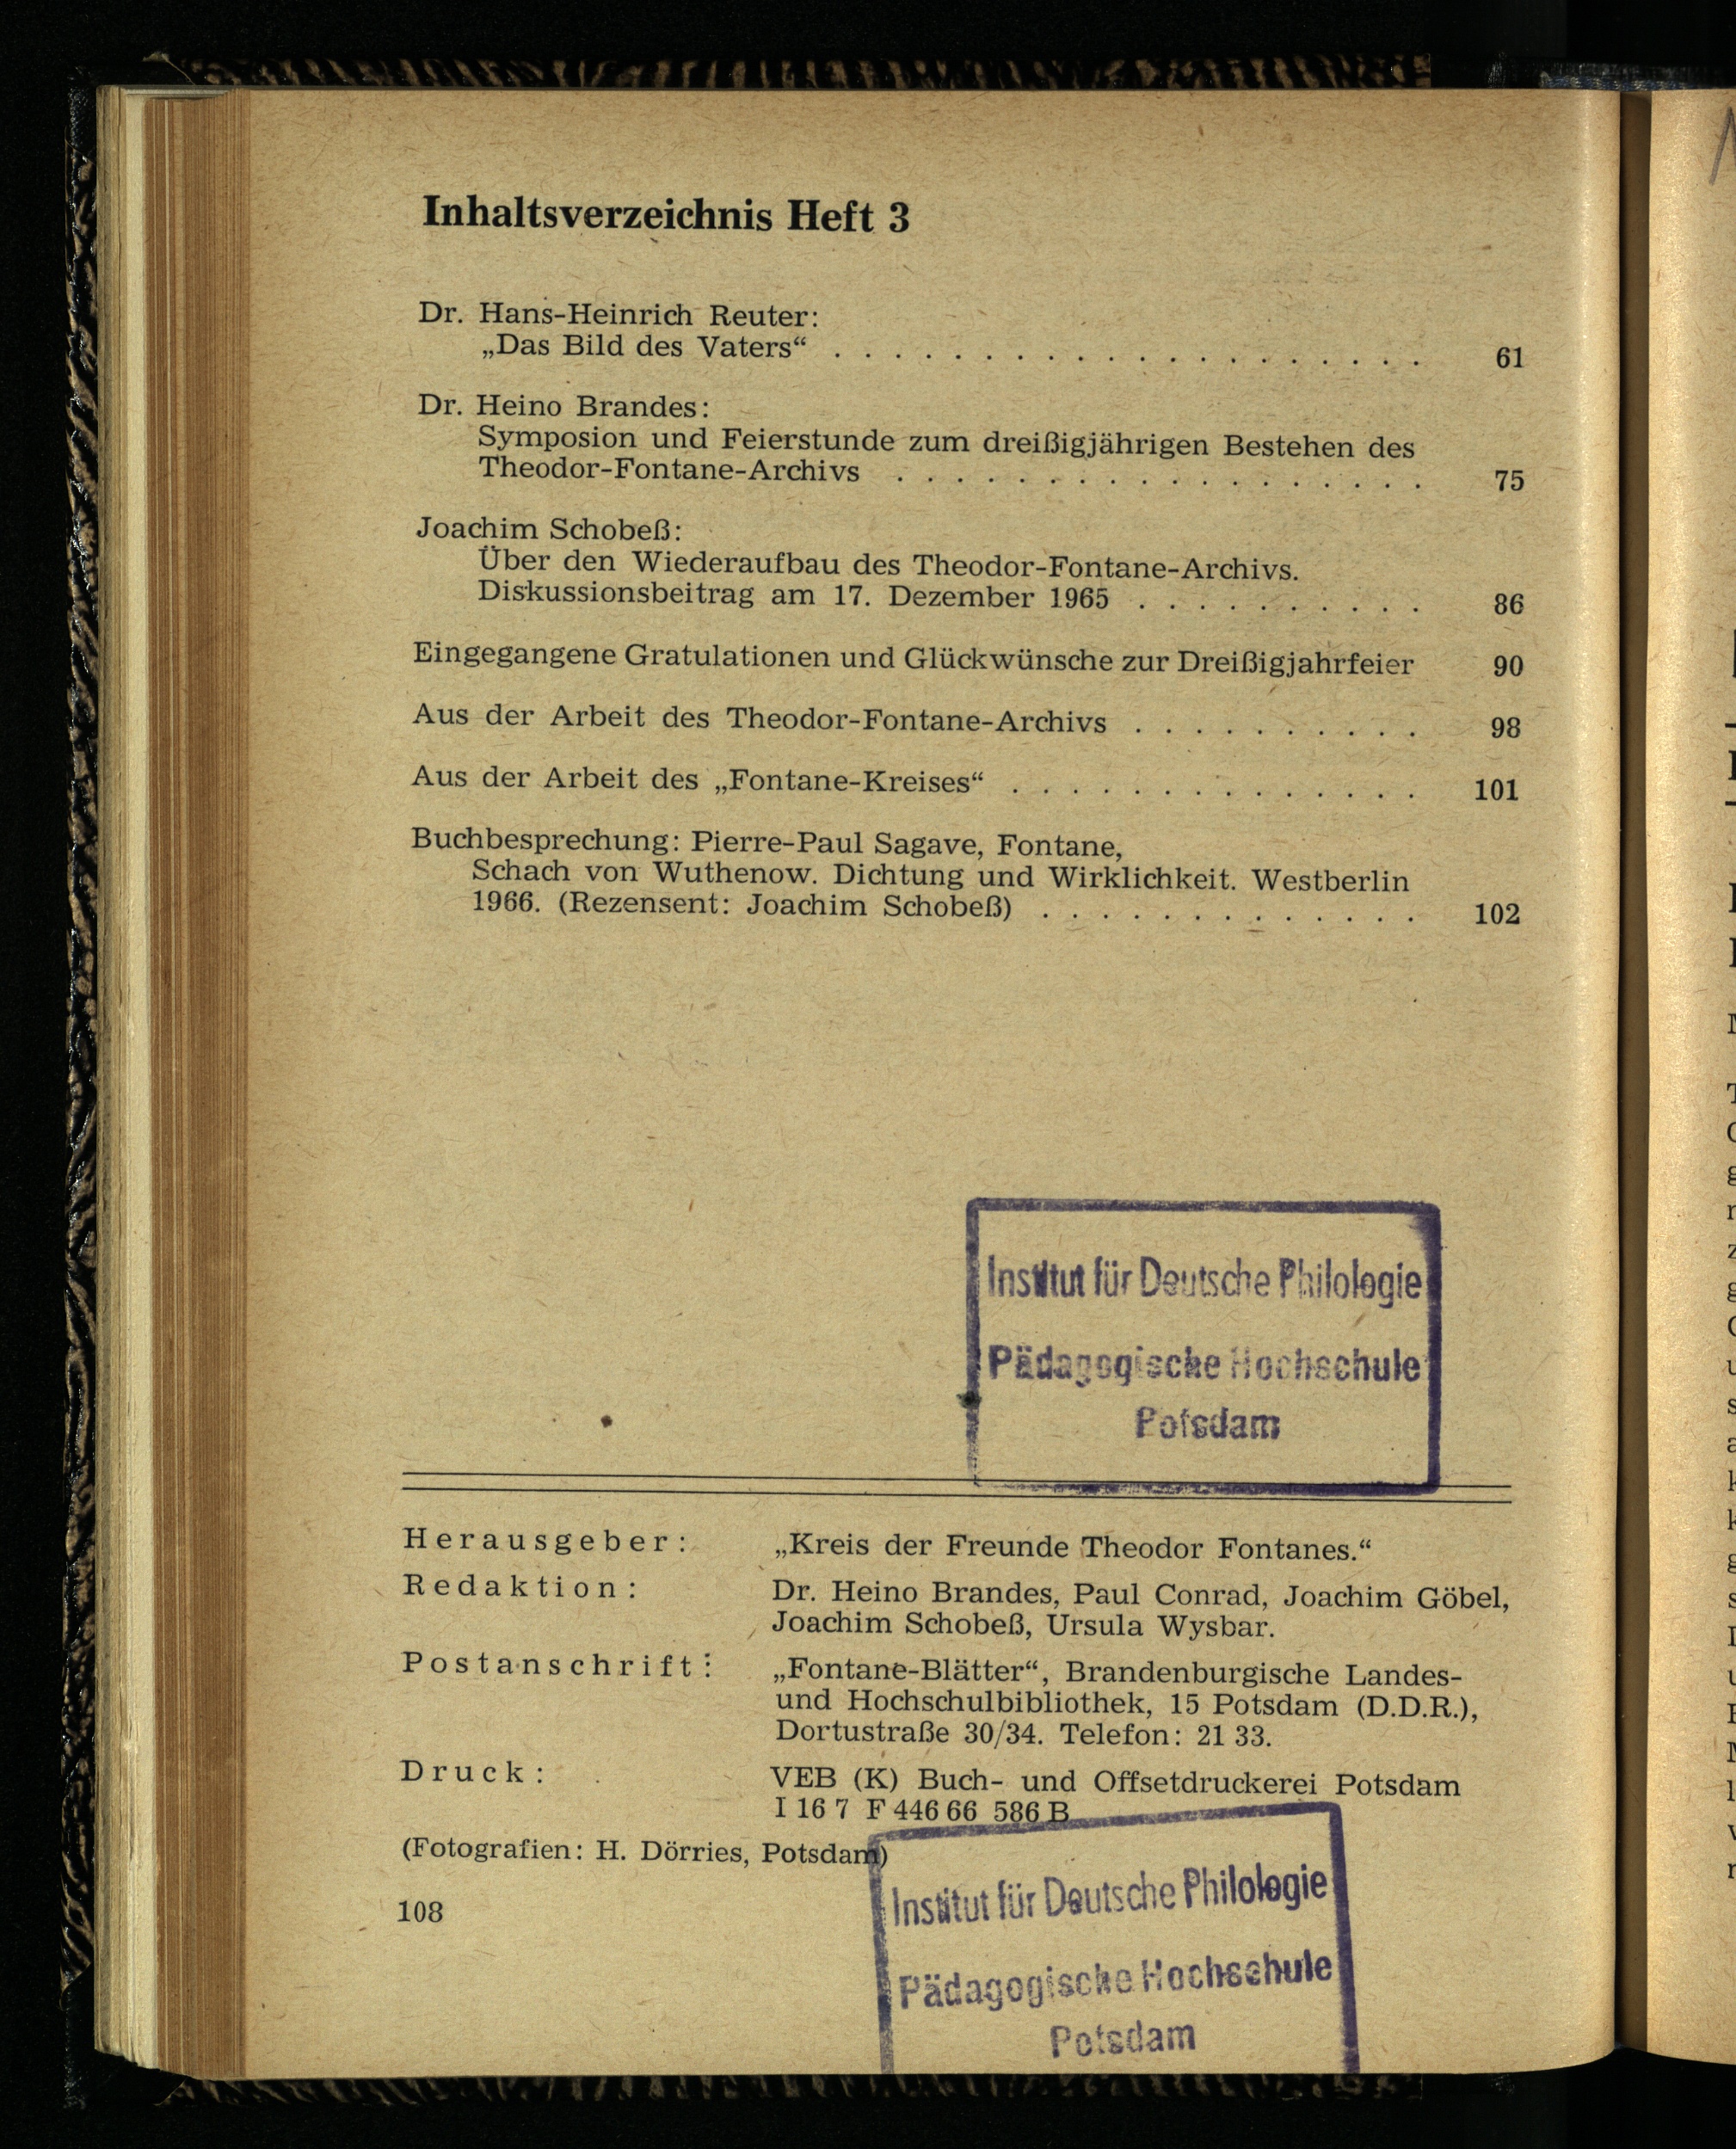 Inhaltsverzeichnis Heft 3
Dr. Hans-Heinrich Reuter:
„Das Bild des Vaters“ . . . . . . . . . . . . . . . . . . . . 61
Dr. Heino Brandes:
Symposion und Feierstunde zum dreißigjährigen Bestehen des
Theodor-Fontane-Archivs . . . . . . . . . . . . . . . . . . 75
Joachim Schobeß:
Über den Wiederaufbau des Theodor-Fontane-Archivs.
Diskussionsbeitrag am 17. Dezember 1965 . . . . . . . . . . 86
Eingegangene Gratulationen und Glückwünsche zur Dreißigjahrfeier 90
Aus der Arbeit des Theodor-Fontane-Archivs . . . . . . . . . . 98
Aus der Arbeit des „Fontane-Kreises“ . . . . . . . . . . . . . . 101
Buchbesprechung: Pierre-Paul Sagave, Fontane,
Schach von Wuthenow. Dichtung und Wirklichkeit. Westberlin
1966. (Rezensent: Joachim Schobeß) . . . . . . . . . . . . . 102
Institut für Deutsche Philologie
Pädagogische Hochschule
Potsdam
Herausgeber: „Kreis der Freunde Theodor Fontanes.“
Redaktion: Dr. Heino Brandes, Paul Conrad, Joachim Göbel,
Joachim Schobeß, Ursula Wysbar.
Postanschrift: „Fontane-Blätter“, Brandenburgische Landes-
und Hochschulbibliothek, 15 Potsdam (D.D.R.),
Dortustraße 30/34. Telefon: 21 33.
Druck: VEB (K) Buch- und Offsetdruckerei Potsdam
I 16 7 F 446 66 586 B
(Fotografien: H. Dörries, Potsdam)
108
Institut für Deutsche Philologie
Pädagogische Hochschule
Potsdam